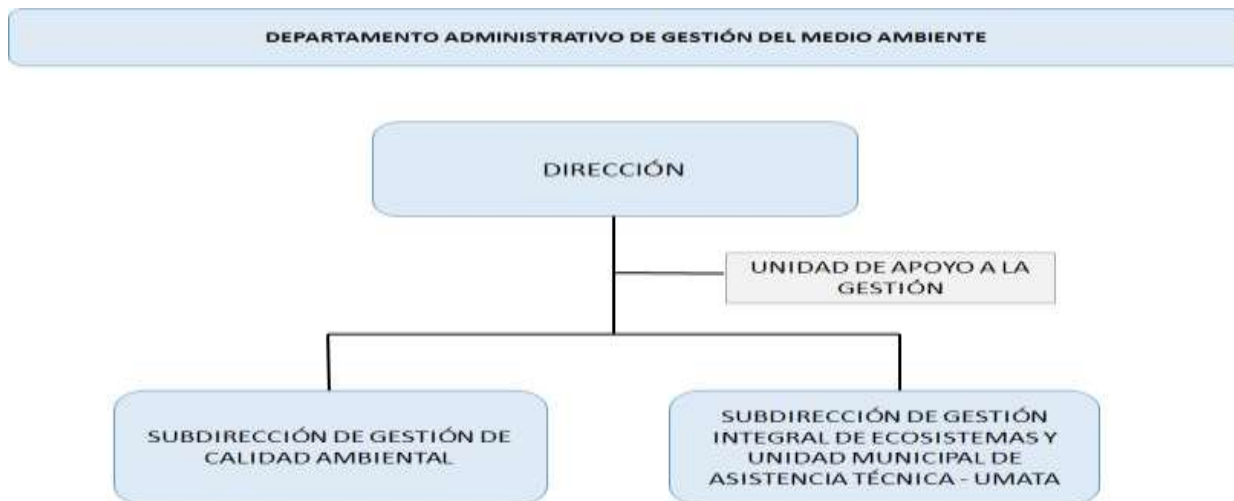 DEPARTAMENTO ADMINISTRATIVO DE GESTIÓN DEL MEDIO AMBIENTE
DIRECCIÓN
UNIDAD DE APOYO A LA
GESTIÓN
SUBDIRECCIÓN DE GESTIÓN DE
CALIDAD AMBIENTAL
SUBDIRECCIÓN DE GESTIÓN
INTEGRAL DE ECOSISTEMAS Y
UNIDAD MUNICIPAL DE
ASISTENCIA TÉCNICA - UMATA